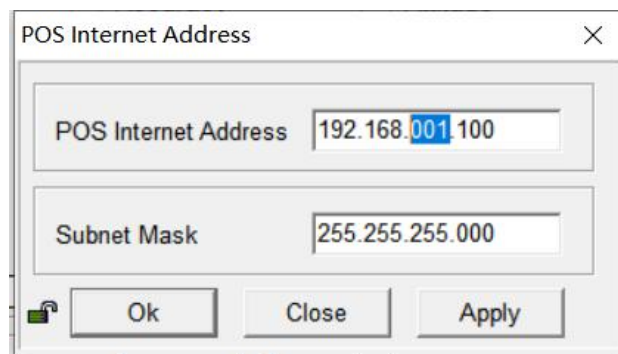 POS Internet Address
POS Internet Address 192.168.001.100
Subnet Mask 255.255.255.000
Ok Close Apply